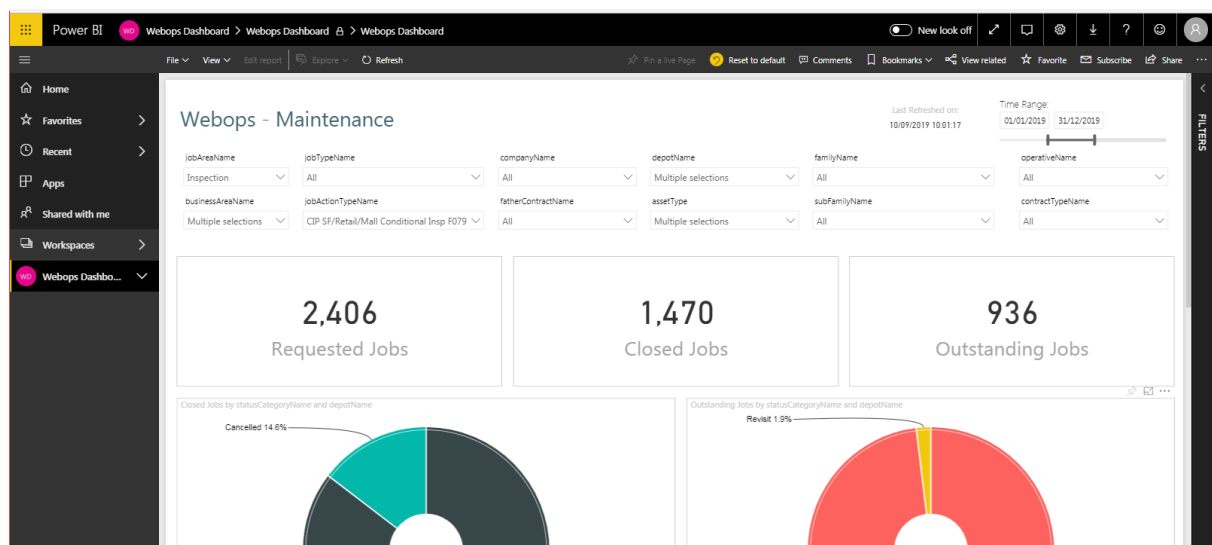 Power BI WD Webops Dashboard > Webops Dashboard > Webops Dashboard New look off ?
File View Edit report Explore Refresh Pin a live Page Reset to default Comments Bookmarks View related Favorite Subscribe Share ...
Home
Favorites
Recent
Apps
Shared with me
Workspaces
WD Webops Dashbo...
FILTERS
Webops - Maintenance
Last Refreshed on:
10/09/2019 10:01:17
Time Range:
01/01/2019 31/12/2019
jobAreaName jobTypeName companyName depotName familyName operativeName
Inspection All All Multiple selections All All
businessAreaName jobActionTypeName fatherContractName assetType subFamilyName contractTypeName
Multiple selections CIP SF/Retail/Mall Conditional Insp F079 All Multiple selections All All
2,406
Requested Jobs
1,470
Closed Jobs
936
Outstanding Jobs
Closed Jobs by statusCategoryName and depotName
Cancelled 14.6%
Outstanding Jobs by statusCategoryName and depotName
Revisit 1.9%